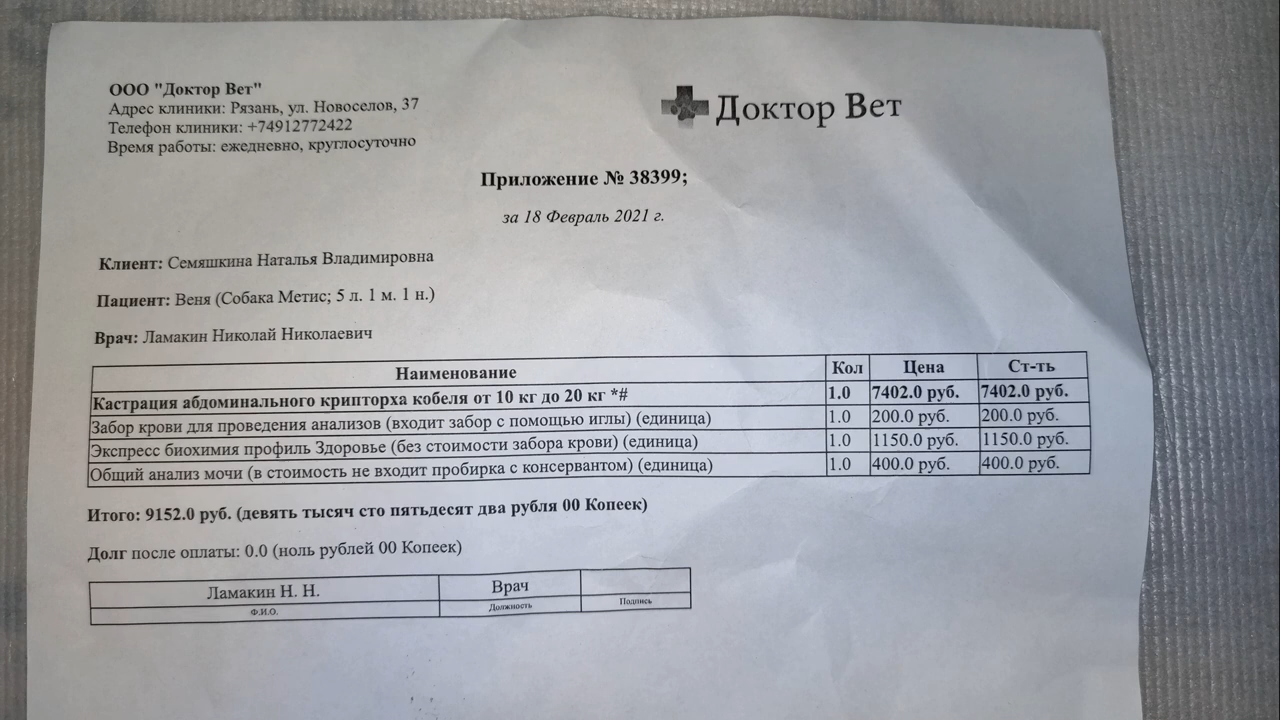 ООО "Доктор Вет"
Адрес клиники: Рязань, ул. Новоселов, 37
Телефон клиники: +74912772422
Время работы: ежедневно, круглосуточно
Доктор Вет
Приложение № 38399;
за 18 Февраль 2021 г.
Клиент: Семяшкина Наталья Владимировна
Пациент: Веня (Собака Метис; 5 л. 1 м. 1 н.)
Врач: Ламакин Николай Николаевич
Наименование Кол Цена Ст-ть
Кастрация абдоминального крипторха кобеля от 10 кг до 20 кг *# 1.0 7402.0 руб. 7402.0 руб.
Забор крови для проведения анализов (входит забор с помощью иглы) (единица) 1.0 200.0 руб. 200.0 руб.
Экспресс биохимия профиль Здоровье (без стоимости забора крови) (единица) 1.0 1150.0 руб. 1150.0 руб.
Общий анализ мочи (в стоимость не входит пробирка с консервантом) (единица) 1.0 400.0 руб. 400.0 руб.
Итого: 9152.0 руб. (девять тысяч сто пятьдесят два рубля 00 Копеек)
Долг после оплаты: 0.0 (ноль рублей 00 Копеек)
Ламакин Н. Н. Врач
Ф.И.О. Должность Подпись